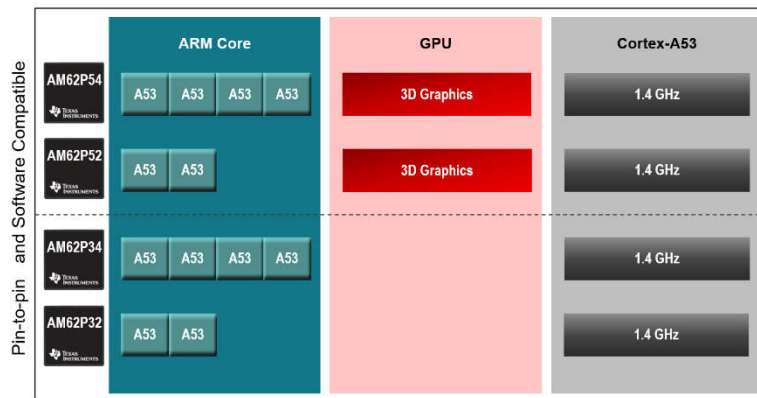 Pin-to-pin and Software Compatible
ARM Core
GPU
Cortex-A53
AM62P54
TEXAS
INSTRUMENTS
A53 A53 A53 A53
3D Graphics
1.4 GHz
AM62P52
TEXAS
INSTRUMENTS
A53 A53
3D Graphics
1.4 GHz
AM62P34
TEXAS
INSTRUMENTS
A53 A53 A53 A53
1.4 GHz
AM62P32
TEXAS
INSTRUMENTS
A53 A53
1.4 GHz